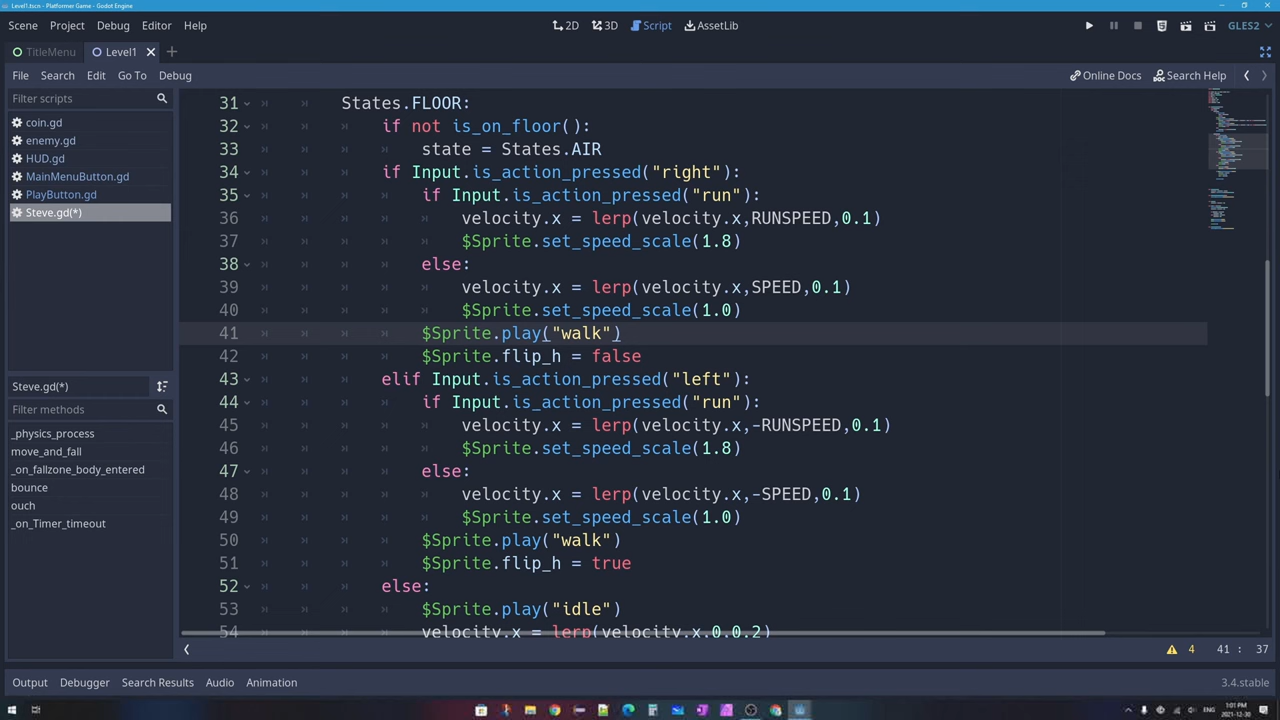 Level1.tscn - Platformer Game - Godot Engine
Scene Project Debug Editor Help 2D 3D Script AssetLib GLES2
TitleMenu Level1
File Search Edit Go To Debug Online Docs Search Help
Filter scripts
coin.gd
enemy.gd
HUD.gd
MainMenuButton.gd
PlayButton.gd
Steve.gd(*)
Steve.gd(*)
Filter methods
_physics_process
move_and_fall
_on_fallzone_body_entered
bounce
ouch
_on_Timer_timeout
31 States.FLOOR:
32 if not is_on_floor():
33 state = States.AIR
34 if Input.is_action_pressed("right"):
35 if Input.is_action_pressed("run"):
36 velocity.x = lerp(velocity.x,RUNSPEED,0.1)
37 $Sprite.set_speed_scale(1.8)
38 else:
39 velocity.x = lerp(velocity.x,SPEED,0.1)
40 $Sprite.set_speed_scale(1.0)
41 $Sprite.play("walk")
42 $Sprite.flip_h = false
43 elif Input.is_action_pressed("left"):
44 if Input.is_action_pressed("run"):
45 velocity.x = lerp(velocity.x,-RUNSPEED,0.1)
46 $Sprite.set_speed_scale(1.8)
47 else:
48 velocity.x = lerp(velocity.x,-SPEED,0.1)
49 $Sprite.set_speed_scale(1.0)
50 $Sprite.play("walk")
51 $Sprite.flip_h = true
52 else:
53 $Sprite.play("idle")
54 velocity.x = lerp(velocity.x,0,0.2)
4 41 : 37
Output Debugger Search Results Audio Animation 3.4.stable
ENG 1:01 PM
2021-12-30